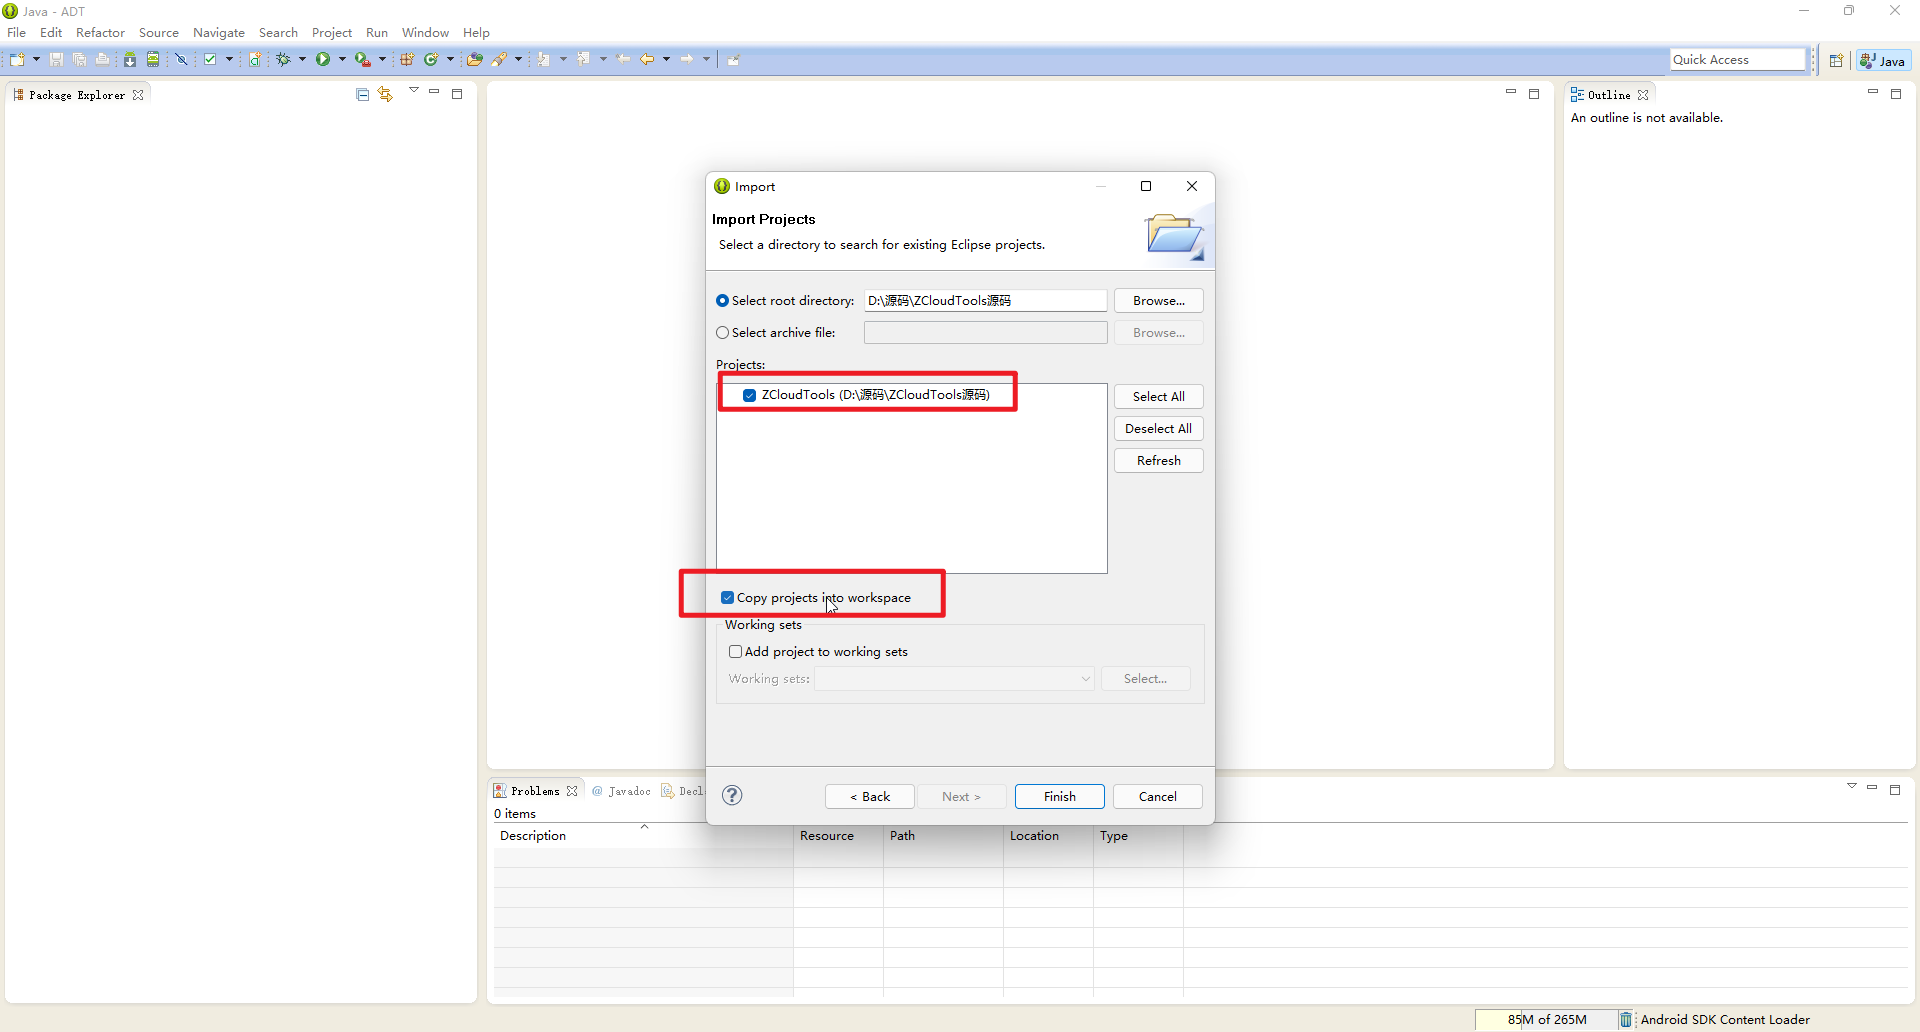 Java - ADT
File Edit Refactor Source Navigate Search Project Run Window Help
Quick Access
Java
Package Explorer
Outline
An outline is not available.
Import
Import Projects
Select a directory to search for existing Eclipse projects.
Select root directory: D:\源码\ZCloudTools源码 Browse...
Select archive file: Browse...
Projects:
ZCloudTools (D:\源码\ZCloudTools源码)
Select All
Deselect All
Refresh
Copy projects into workspace
Working sets
Add project to working sets
Working sets: Select...
< Back Next > Finish Cancel
Problems @ Javadoc Decl
0 items
Description Resource Path Location Type
85M of 265M Android SDK Content Loader